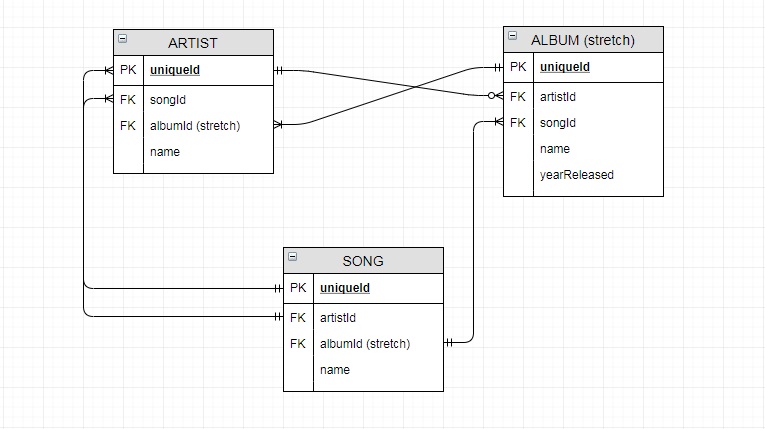 ARTIST
PK uniqueId
FK songId
FK albumId (stretch)
name
ALBUM (stretch)
PK uniqueId
FK artistId
FK songId
name
yearReleased
SONG
PK uniqueId
FK artistId
FK albumId (stretch)
name